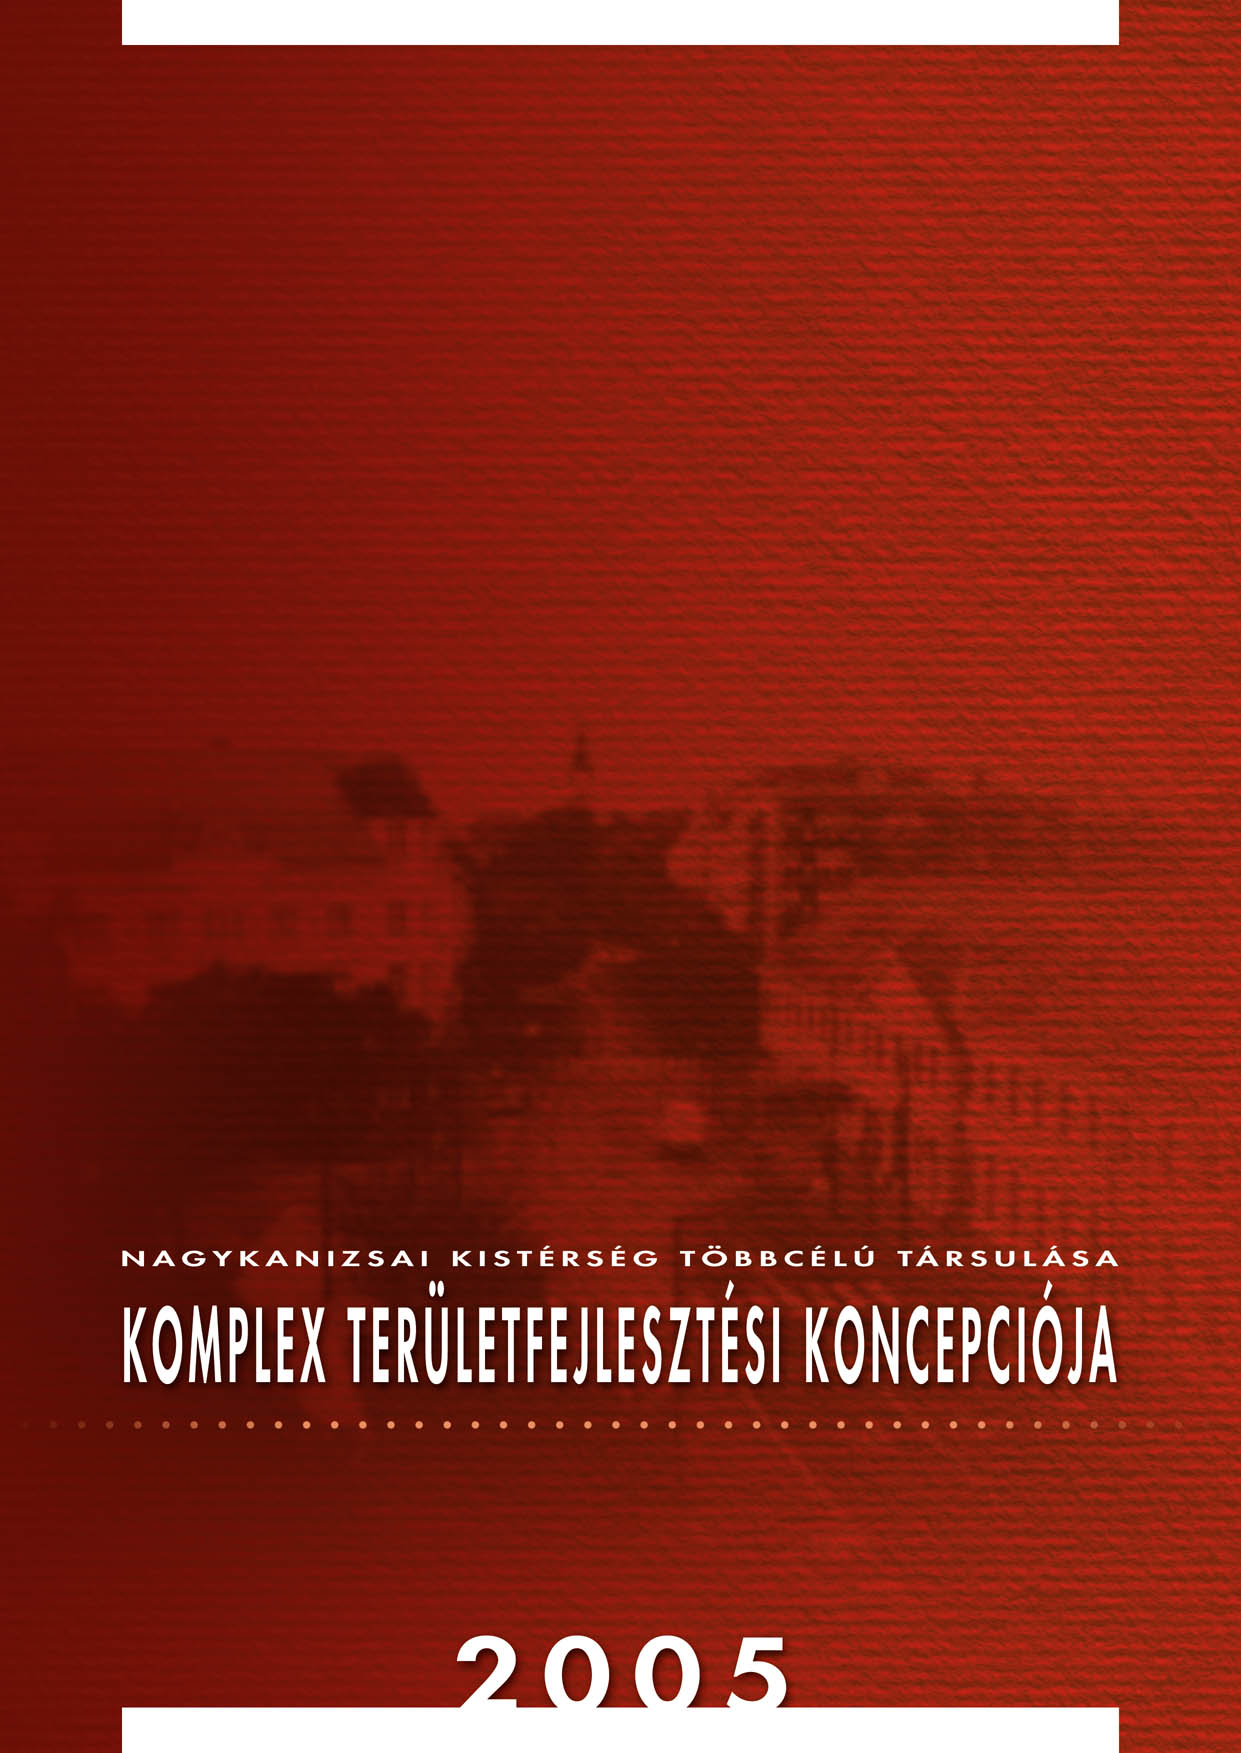 NAGYKANIZSAI KISTÉRSÉG TÖBBCÉLÚ TÁRSULÁSA
KOMPLEX TERÜLETFEJLESZTÉSI KONCEPCIÓJA
2005